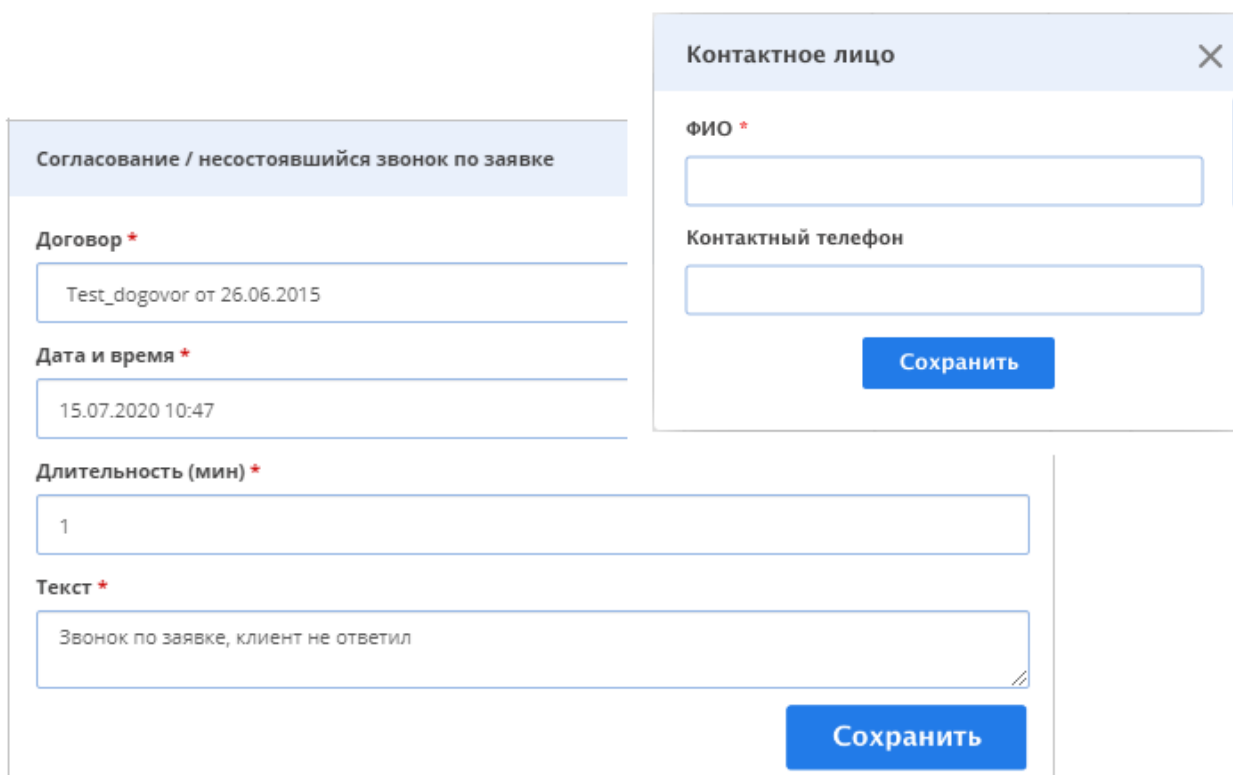 Контактное лицо
ФИО *
Контактный телефон
Сохранить
Согласование / несостоявшийся звонок по заявке
Договор *
Test_dogovor от 26.06.2015
Дата и время *
15.07.2020 10:47
Длительность (мин) *
1
Текст *
Звонок по заявке, клиент не ответил
Сохранить